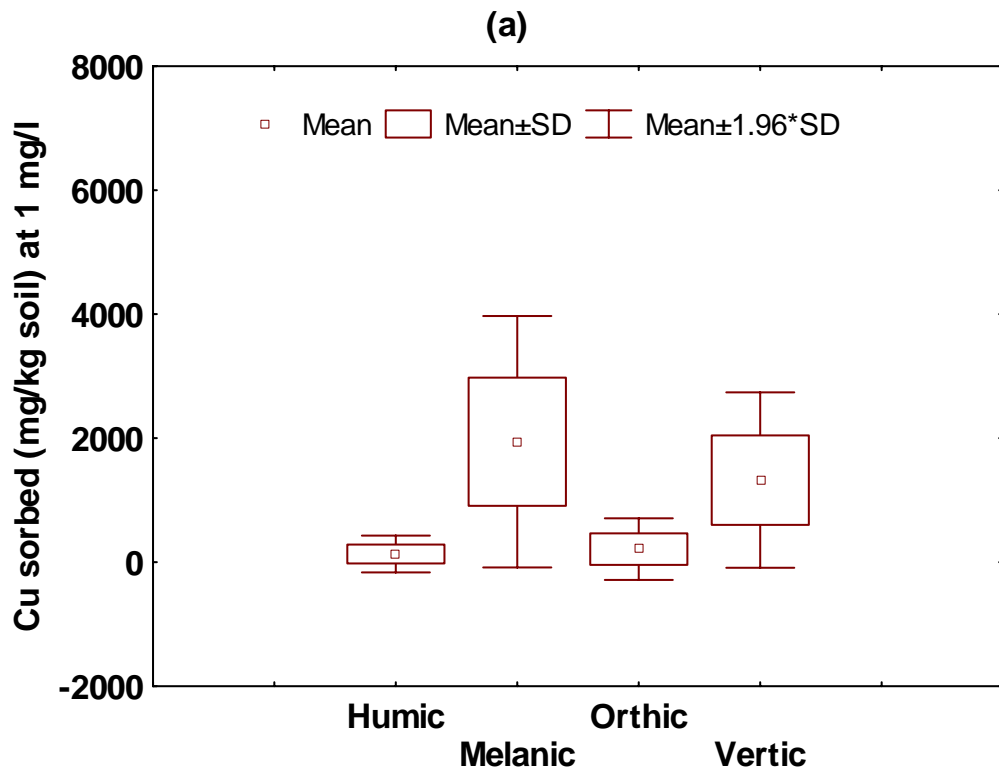 (a)
Cu sorbed (mg/kg soil) at 1 mg/l
8000
6000
4000
2000
0
-2000
Mean Mean±SD Mean±1.96*SD
Humic Orthic
Melanic Vertic